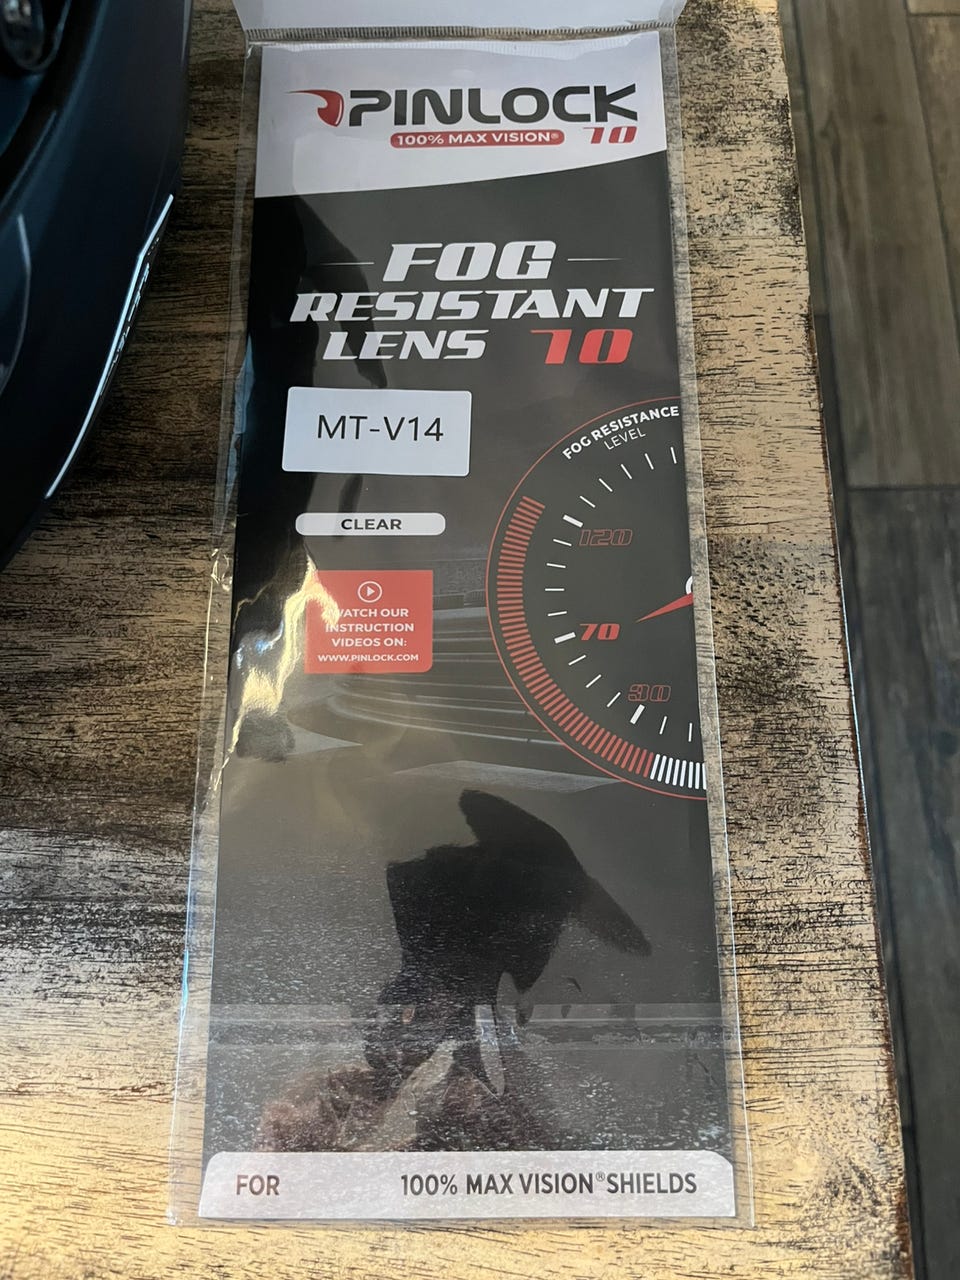 PINLOCK
100% MAX VISION® 70
FOG
RESISTANT
LENS 70
MT-V14
FOG RESISTANCE
LEVEL
CLEAR
120
WATCH OUR
INSTRUCTION
VIDEOS ON:
WWW.PINLOCK.COM
70
30
FOR 100% MAX VISION® SHIELDS